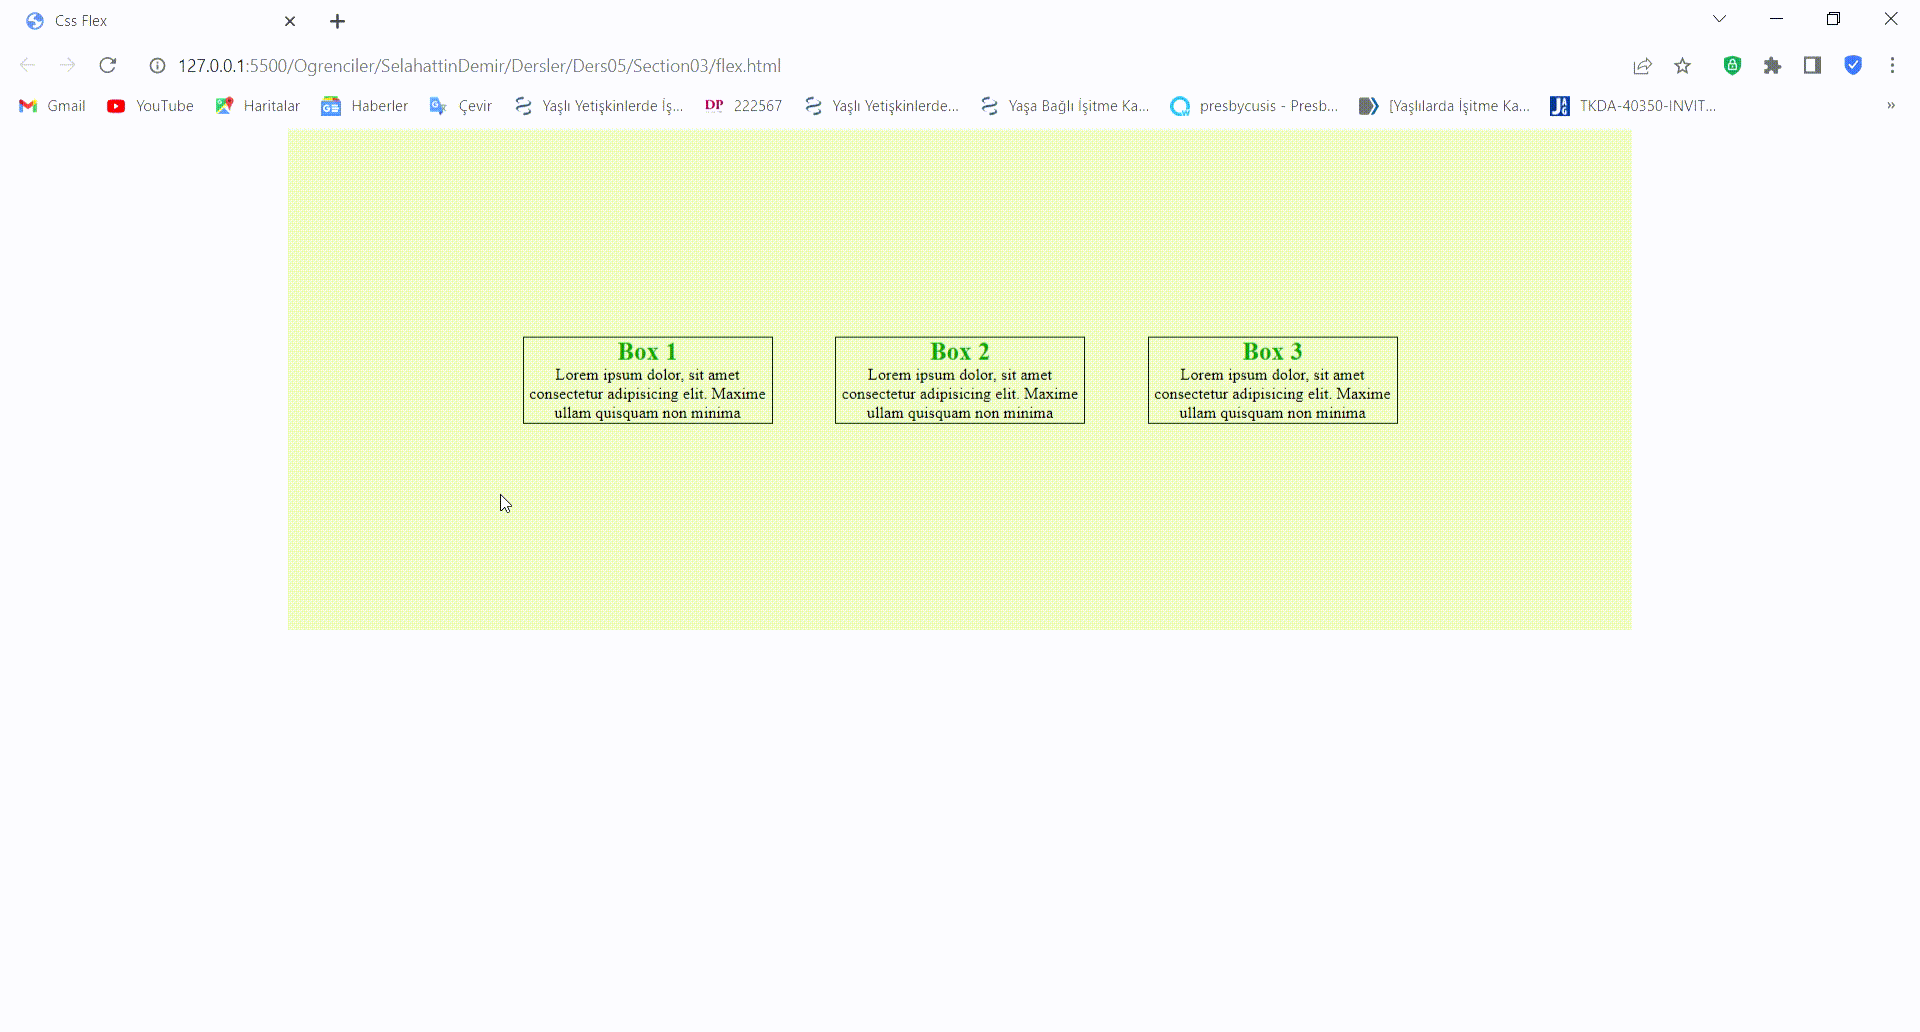 Css Flex
127.0.0.1:5500/Ogrenciler/SelahattinDemir/Dersler/Ders05/Section03/flex.html
Gmail YouTube Haritalar Haberler Çevir Yaşlı Yetişkinlerde İş... DP 222567 Yaşlı Yetişkinlerde... Yaşa Bağlı İşitme Ka... presbycusis - Presb... [Yaşlılarda İşitme Ka... TKDA-40350-INVIT... »
Box 1
Lorem ipsum dolor, sit amet
consectetur adipisicing elit. Maxime
ullam quisquam non minima
Box 2
Lorem ipsum dolor, sit amet
consectetur adipisicing elit. Maxime
ullam quisquam non minima
Box 3
Lorem ipsum dolor, sit amet
consectetur adipisicing elit. Maxime
ullam quisquam non minima